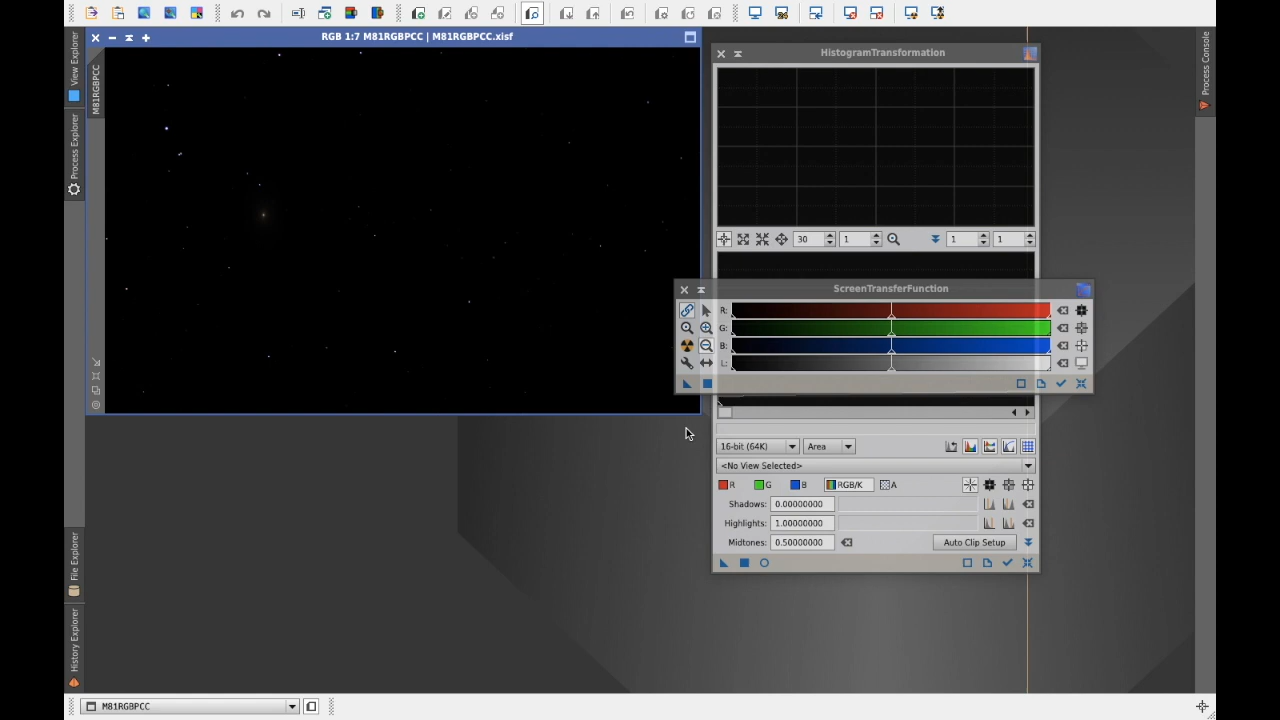 RGB 1:7 M81RGBPCC | M81RGBPCC.xisf
M81RGBPCC
View Explorer
Process Explorer
File Explorer
History Explorer
Process Console
HistogramTransformation
30
1
1
1
ScreenTransferFunction
R:
G:
B:
L:
16-bit (64K)
Area
<No View Selected>
R
G
B
RGB/K
A
Shadows:
0.00000000
Highlights:
1.00000000
Midtones:
0.50000000
Auto Clip Setup
M81RGBPCC